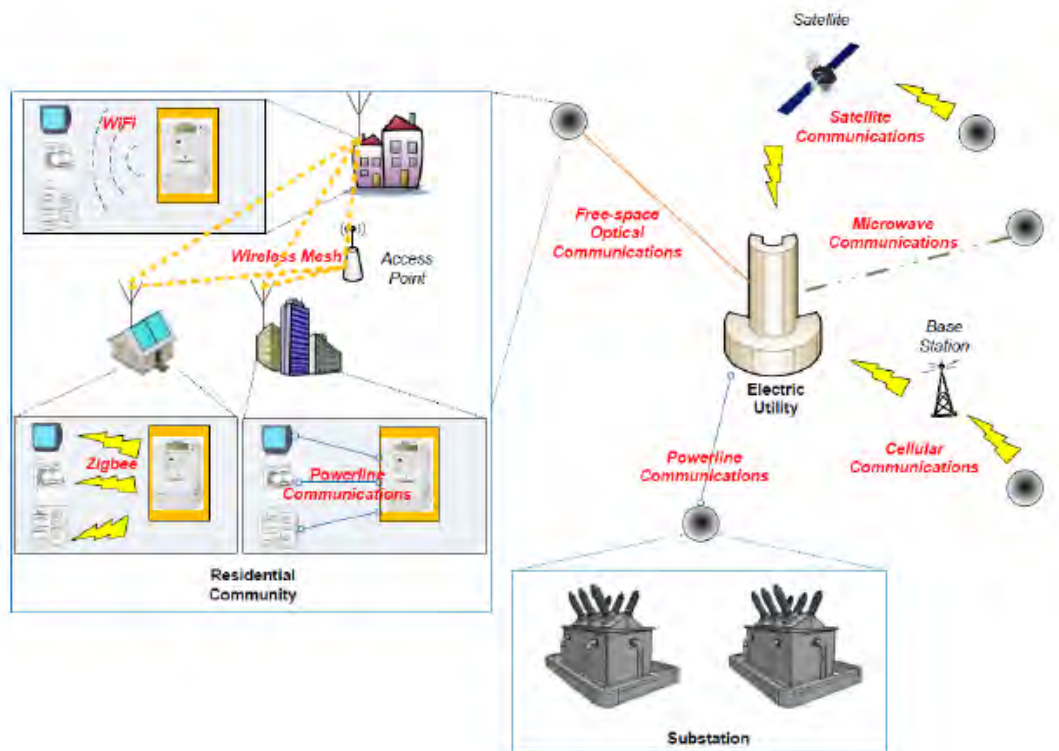 Satellite
WiFi
Satellite
Communications
Free-space
Optical
Communications
Microwave
Communications
Wireless Mesh
Access
Point
Base
Station
Electric
Utility
Zigbee
Powerline
Communications
Powerline
Communications
Cellular
Communications
Residential
Community
Substation